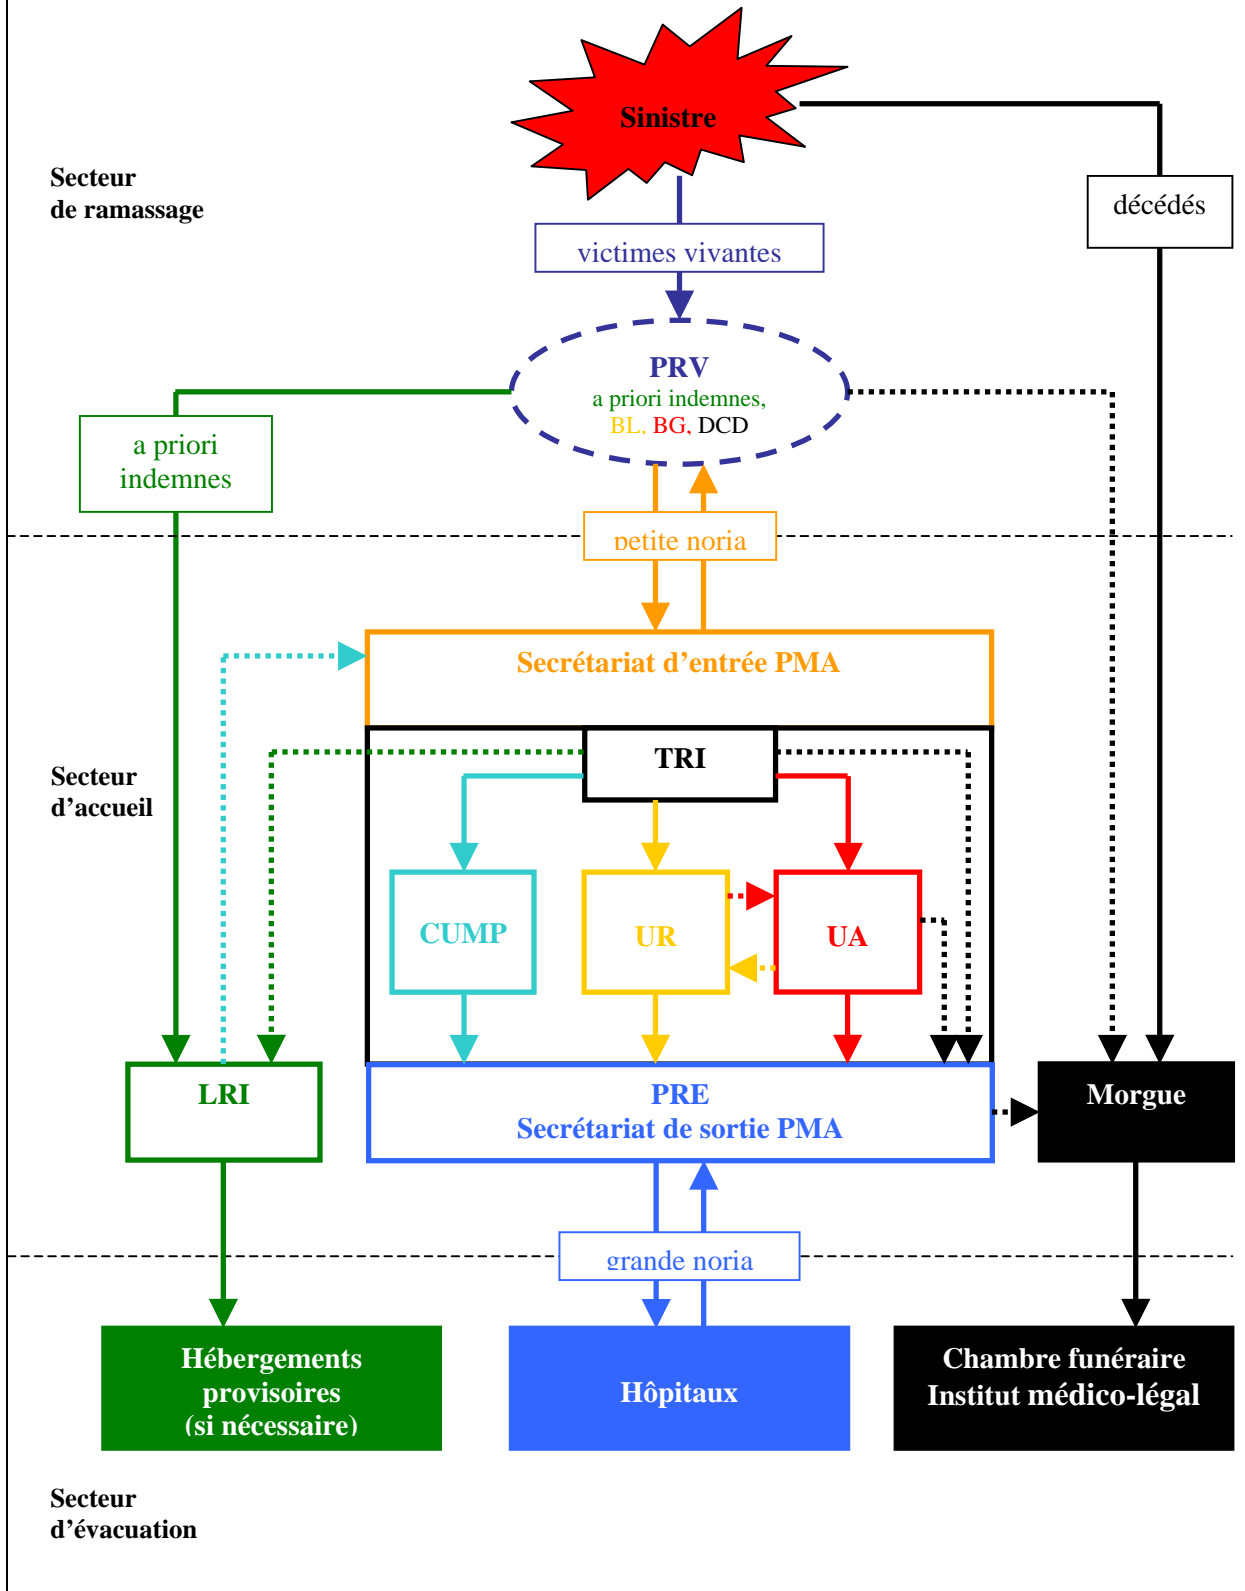 Sinistre
Secteur
de ramassage
décédés
victimes vivantes
PRV
a priori indemnes,
BL, BG, DCD
a priori
indemnes
petite noria
Secrétariat d’entrée PMA
TRI
Secteur
d’accueil
CUMP
UR
UA
LRI
PRE
Secrétariat de sortie PMA
Morgue
grande noria
Hébergements
provisoires
(si nécessaire)
Hôpitaux
Chambre funéraire
Institut médico-légal
Secteur
d’évacuation